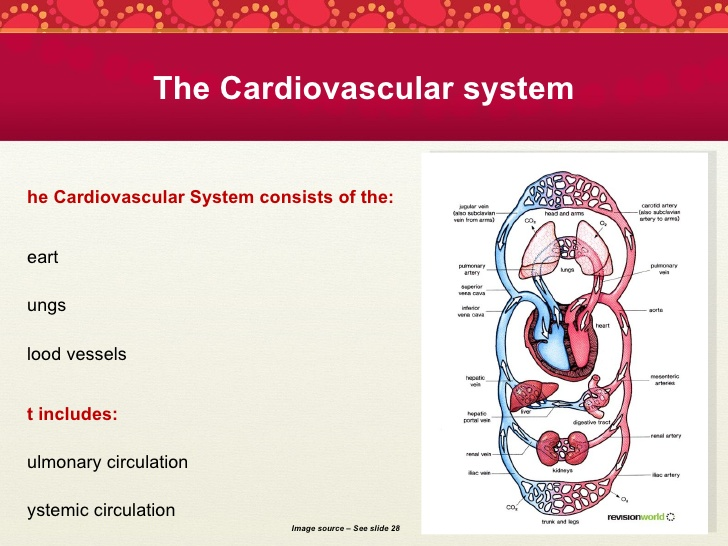 The Cardiovascular system
he Cardiovascular System consists of the:
eart
ungs
lood vessels
t includes:
ulmonary circulation
ystemic circulation
Image source – See slide 28
jugular vein
(also subclavian
vein from arms)
head and arms
carotid artery
(also subclavian
artery to arms)
CO₂
O₂
pulmonary
artery
lungs
pulmonary
vein
superior
vena cava
inferior
vena cava
aorta
heart
hepatic
vein
mesenteric
arteries
liver
hepatic
portal vein
digestive tract
renal artery
renal vein
kidneys
iliac vein
iliac artery
CO₂
O₂
trunk and legs
revisionworld